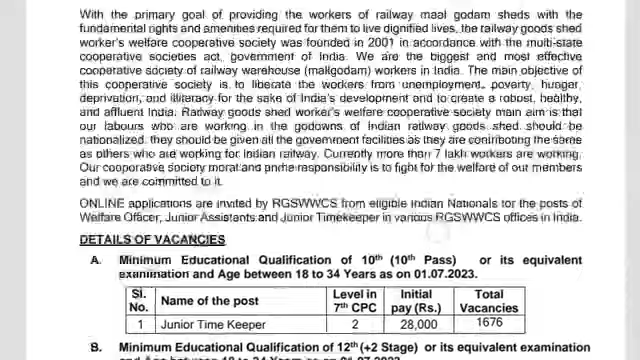 With the primary goal of providing the workers of railway maal godam sheds with the
fundamental rights and amenities required for them to live dignified lives, the railway goods shed
worker's welfare cooperative society was founded in 2001 in accordance with the multi-state
cooperative societies act, government of India. We are the biggest and most effective
cooperative society of railway warehouse (mallgodam) workers in India. The main objective of
this cooperative society is to liberate the workers from unemployment, poverty, hunger,
deprivation, and illiteracy for the sake of India's development and to create a robust, healthy,
and affluent India. Railway goods shed worker's welfare cooperative society main aim is that
our labours who are working in the godowns of Indian railway goods shed should be
nationalized. they should be given all the government facilities as they are contributing the same
as others who are working for Indian railway. Currently more than 7 lakh workers are working.
Our cooperative society moral and prime responsibility is to fight for the welfare of our members
and we are committed to it.
ONLINE applications are invited by RGSWWCS from eligible Indian Nationals for the posts of
Welfare Officer, Junior Assistants and Junior Timekeeper in various RGSWWCS offices in India.
DETAILS OF VACANCIES
A. Minimum Educational Qualification of 10th (10th Pass) or its equivalent
examination and Age between 18 to 34 Years as on 01.07.2023.
Sl. No. Name of the post Level in 7th CPC Initial pay (Rs.) Total Vacancies
1 Junior Time Keeper 2 28,000 1676
B. Minimum Educational Qualification of 12th (+2 Stage) or its equivalent examination
and Age between 18 to 34 Years as on 01.07.2023.